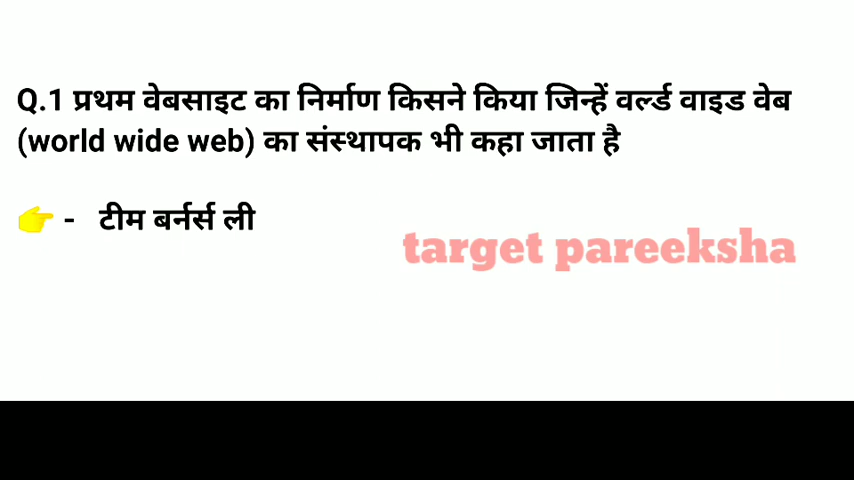 Q.1 प्रथम वेबसाइट का निर्माण किसने किया जिन्हें वर्ल्ड वाइड वेब
(world wide web) का संस्थापक भी कहा जाता है
👉 - टीम बर्नर्स ली
target pareeksha